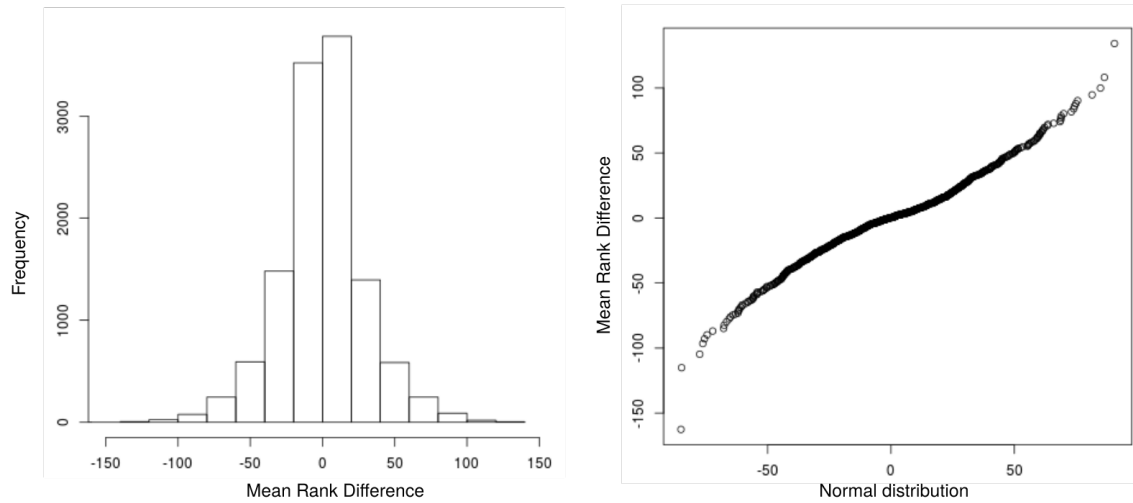 Frequency
3000
2000
1000
0
-150 -100 -50 0 50 100 150
Mean Rank Difference
Mean Rank Difference
100
50
0
-50
-100
-150
-50 0 50
Normal distribution